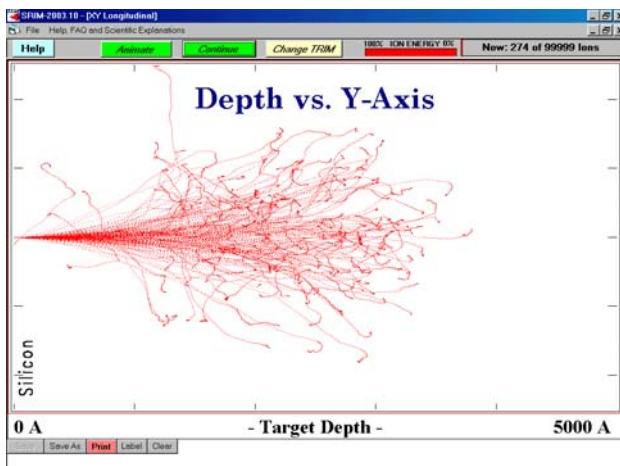 SRIM-2003.10 - [XY Longitudinal]
File Help, FAQ and Scientific Explanations
Help Animate Continue Change TRIM 100% ION ENERGY 0% Now: 274 of 99999 Ions
Depth vs. Y-Axis
Silicon
0 A - Target Depth - 5000 A
Save As Print Label Clear